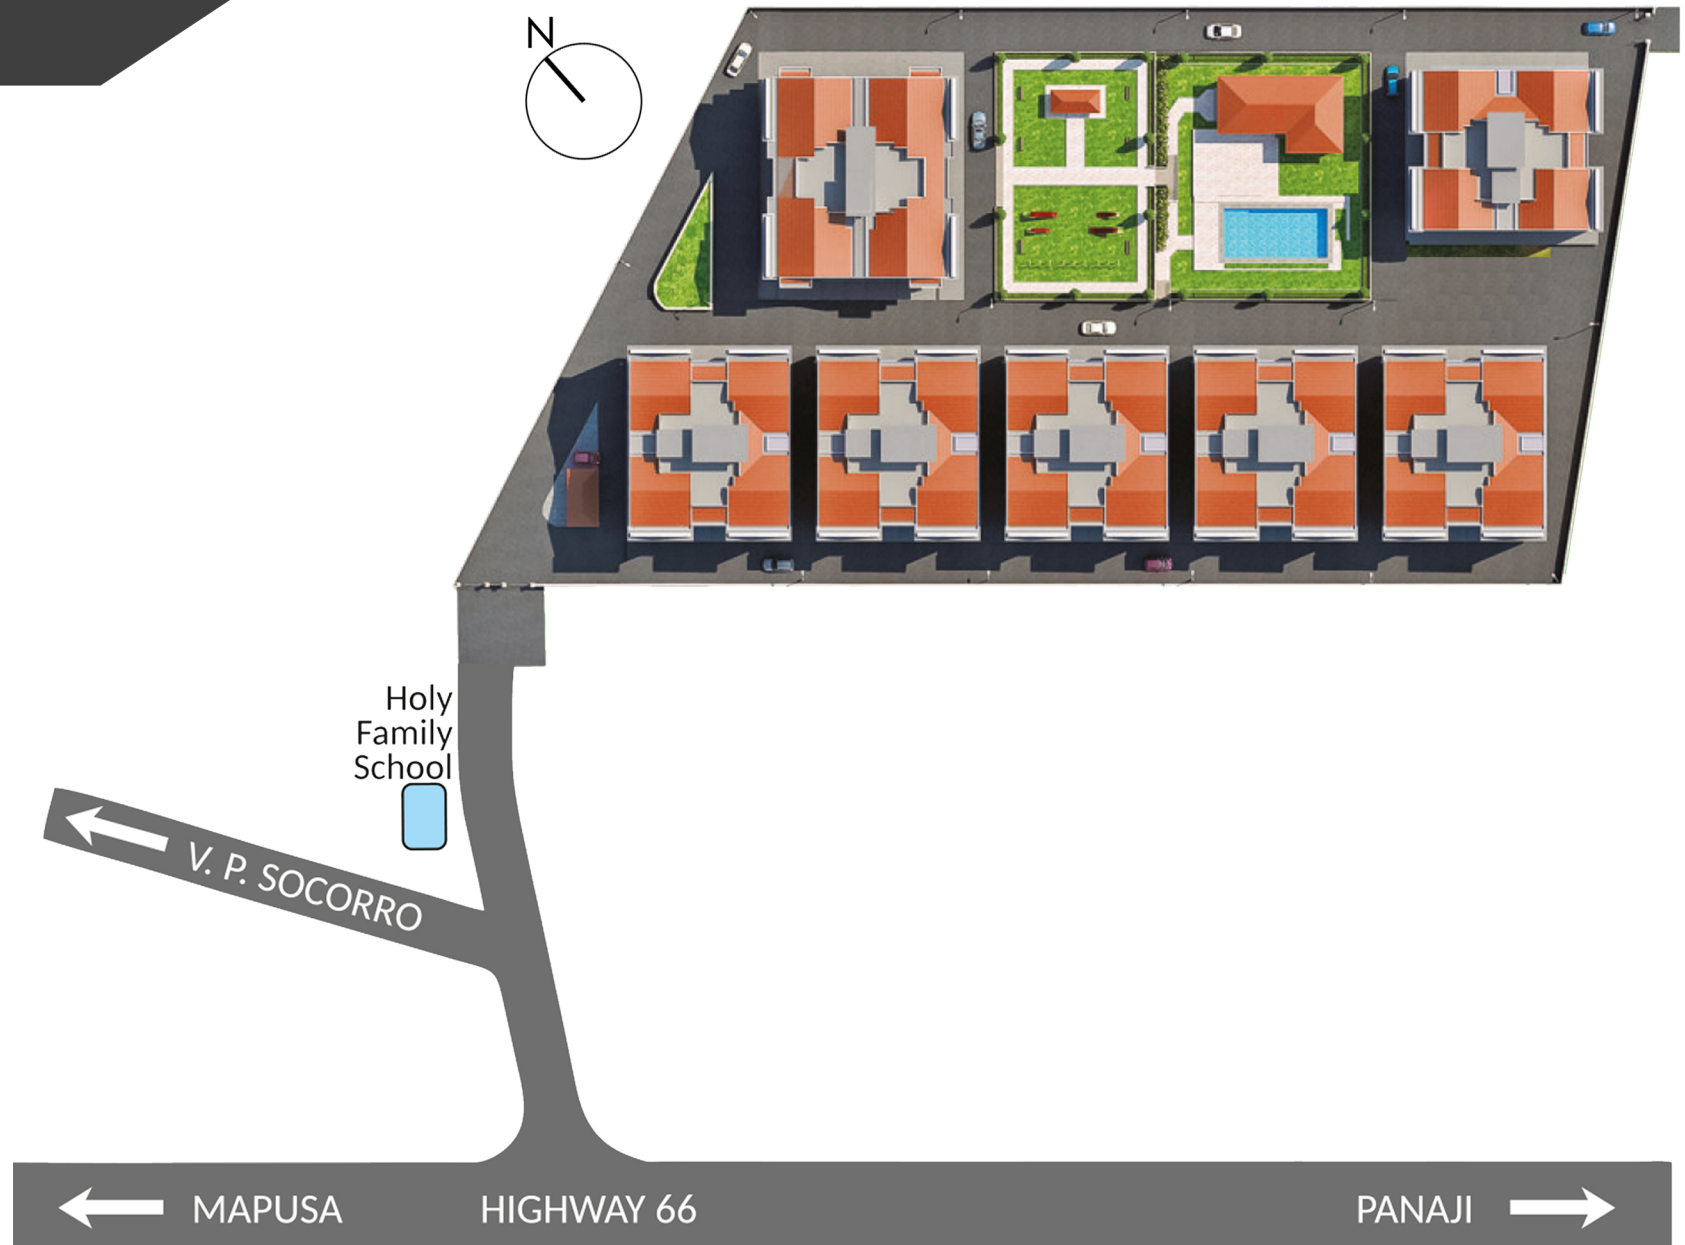 N
Holy
Family
School
V. P. SOCORRO
MAPUSA HIGHWAY 66 PANAJI